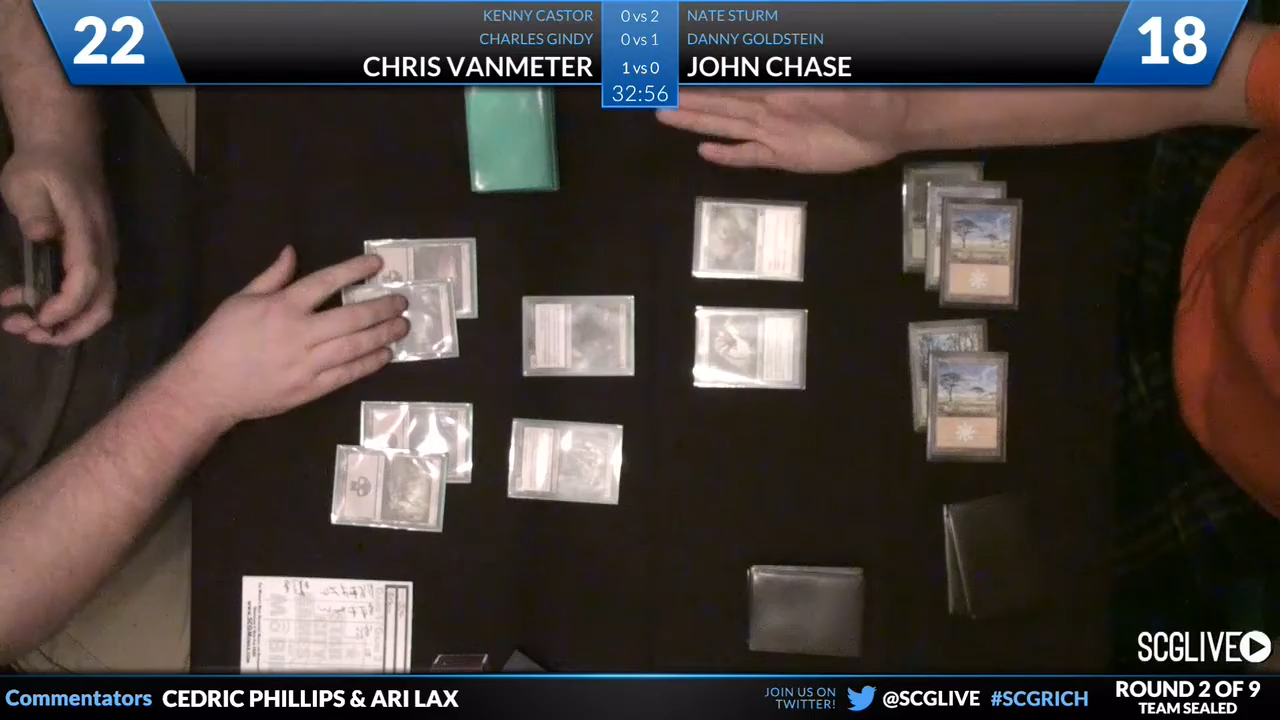 22
KENNY CASTOR 0 vs 2 NATE STURM
CHARLES GINDY 0 vs 1 DANNY GOLDSTEIN
CHRIS VANMETER 1 vs 0 JOHN CHASE
32:56
18
SCGLIVE
Commentators CEDRIC PHILLIPS & ARI LAX
JOIN US ON
TWITTER!
@SCGLIVE #SCGRICH
ROUND 2 OF 9
TEAM SEALED